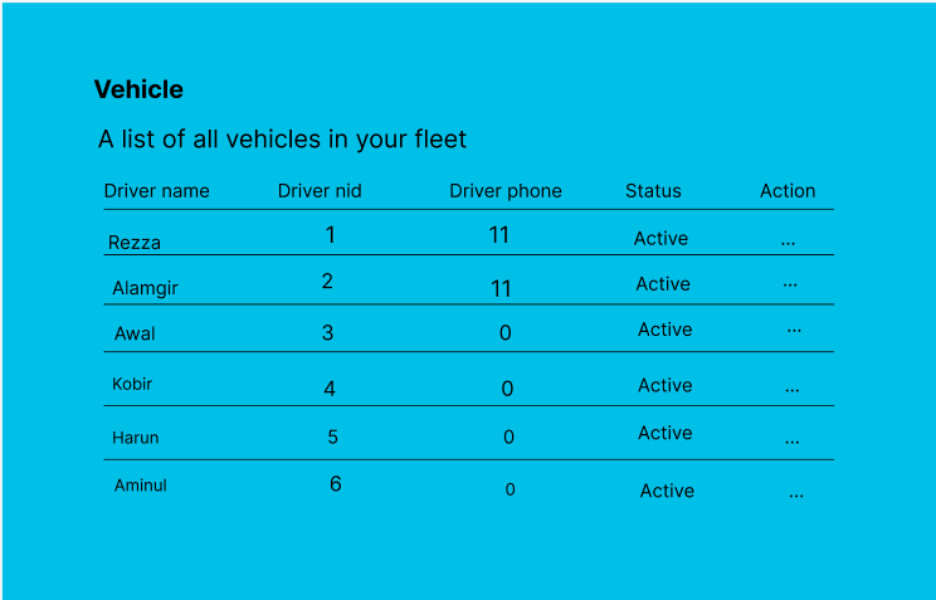 Vehicle
A list of all vehicles in your fleet
Driver name Driver nid Driver phone Status Action
Rezza 1 11 Active ...
Alamgir 2 11 Active ...
Awal 3 0 Active ...
Kobir 4 0 Active ...
Harun 5 0 Active ...
Aminul 6 0 Active ...